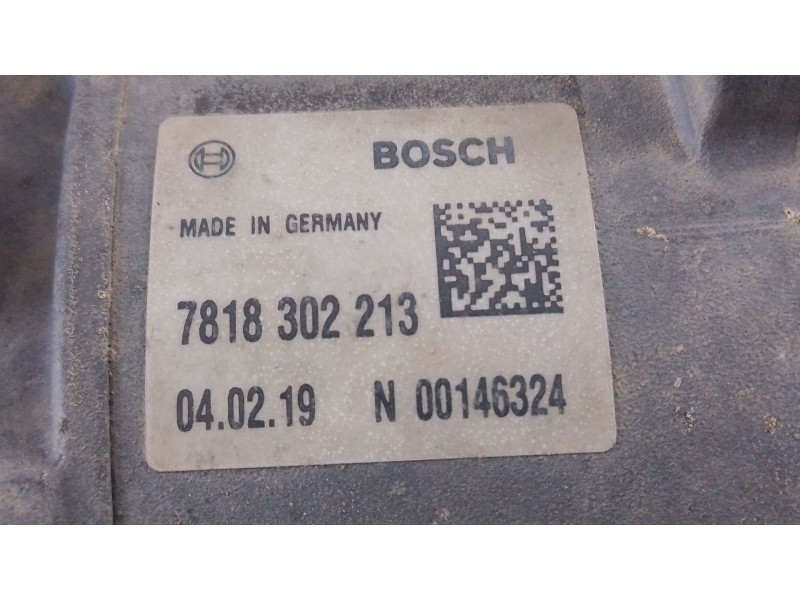 BOSCH
MADE IN GERMANY
7818 302 213
04.02.19 N 00146324